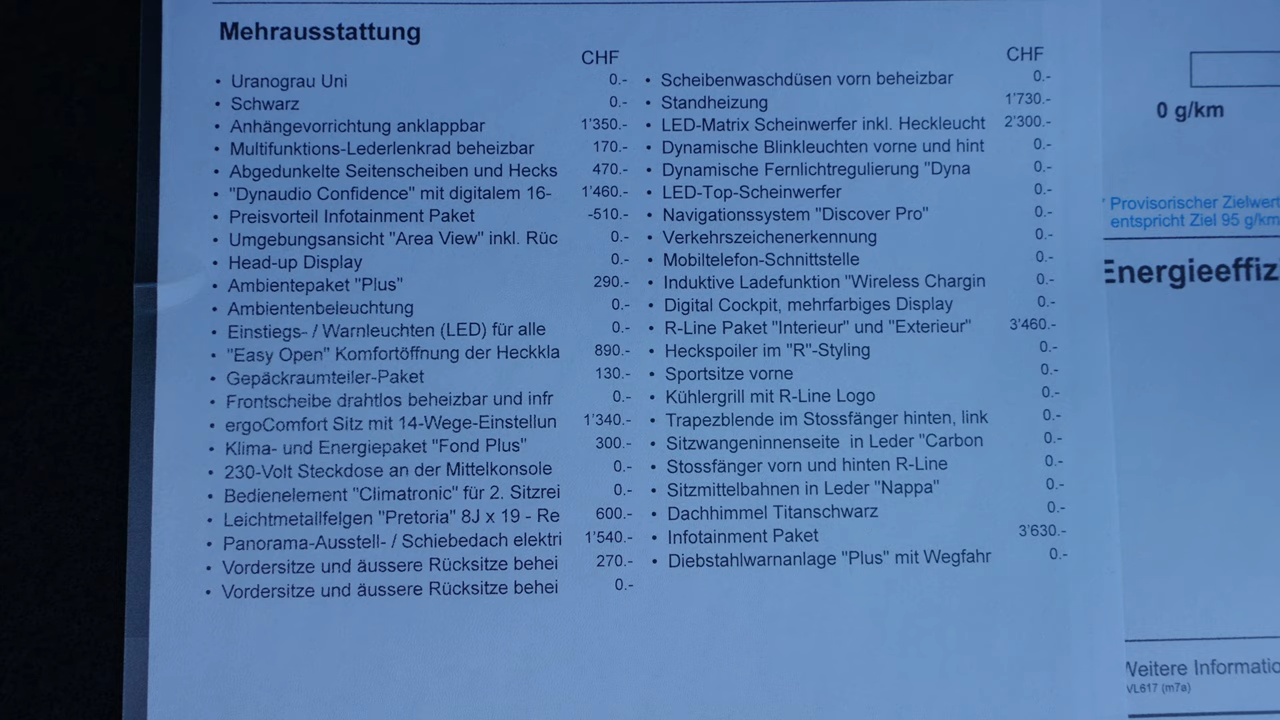 Mehrausstattung
CHF
• Uranograu Uni 0.-
• Schwarz 0.-
• Anhängevorrichtung anklappbar 1'350.-
• Multifunktions-Lederlenkrad beheizbar 170.-
• Abgedunkelte Seitenscheiben und Hecks 470.-
• "Dynaudio Confidence" mit digitalem 16- 1'460.-
• Preisvorteil Infotainment Paket -510.-
• Umgebungsansicht "Area View" inkl. Rüc 0.-
• Head-up Display 0.-
• Ambientepaket "Plus" 290.-
• Ambientenbeleuchtung 0.-
• Einstiegs- / Warnleuchten (LED) für alle 0.-
• "Easy Open" Komfortöffnung der Heckkla 890.-
• Gepäckraumteiler-Paket 130.-
• Frontscheibe drahtlos beheizbar und infr 0.-
• ergoComfort Sitz mit 14-Wege-Einstellun 1'340.-
• Klima- und Energiepaket "Fond Plus" 300.-
• 230-Volt Steckdose an der Mittelkonsole 0.-
• Bedienelement "Climatronic" für 2. Sitzrei 0.-
• Leichtmetallfelgen "Pretoria" 8J x 19 - Re 600.-
• Panorama-Ausstell- / Schiebedach elektri 1'540.-
• Vordersitze und äussere Rücksitze behei 270.-
• Vordersitze und äussere Rücksitze behei 0.-
CHF
• Scheibenwaschdüsen vorn beheizbar 0.-
• Standheizung 1'730.-
• LED-Matrix Scheinwerfer inkl. Heckleucht 2'300.-
• Dynamische Blinkleuchten vorne und hint 0.-
• Dynamische Fernlichtregulierung "Dyna 0.-
• LED-Top-Scheinwerfer 0.-
• Navigationssystem "Discover Pro" 0.-
• Verkehrszeichenerkennung 0.-
• Mobiltelefon-Schnittstelle 0.-
• Induktive Ladefunktion "Wireless Chargin 0.-
• Digital Cockpit, mehrfarbiges Display 0.-
• R-Line Paket "Interieur" und "Exterieur" 3'460.-
• Heckspoiler im "R"-Styling 0.-
• Sportsitze vorne 0.-
• Kühlergrill mit R-Line Logo 0.-
• Trapezblende im Stossfänger hinten, link 0.-
• Sitzwangeninnenseite in Leder "Carbon 0.-
• Stossfänger vorn und hinten R-Line 0.-
• Sitzmittelbahnen in Leder "Nappa" 0.-
• Dachhimmel Titanschwarz 0.-
• Infotainment Paket 3'630.-
• Diebstahlwarnanlage "Plus" mit Wegfahr 0.-
0 g/km
Provisorischer Zielwert
entspricht Ziel 95 g/km
Energieeffiz
Weitere Informatio
VL617 (m7a)